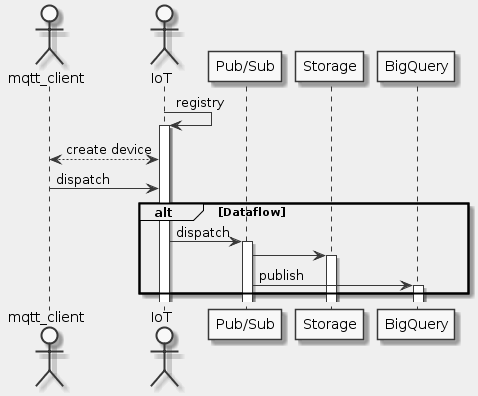 mqtt_client
IoT
Pub/Sub
Storage
BigQuery
registry
create device
dispatch
alt
[Dataflow]
dispatch
publish
mqtt_client
IoT
Pub/Sub
Storage
BigQuery